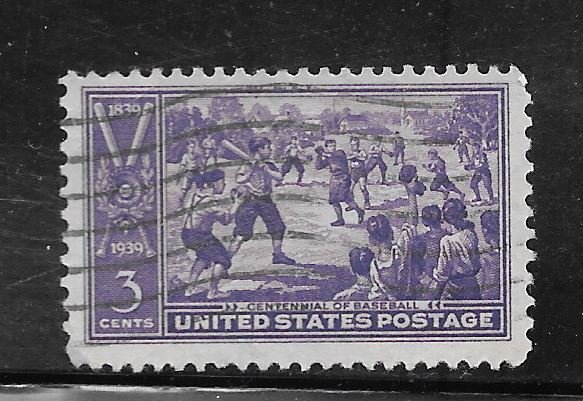 1839
1939
3
CENTS
CENTENNIAL OF BASEBALL
UNITED STATES POSTAGE